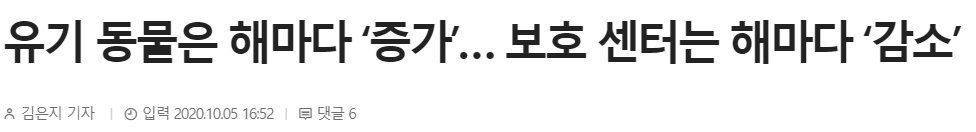 유기 동물은 해마다 ‘증가’… 보호 센터는 해마다 ‘감소’
김은지 기자 | 입력 2020.10.05 16:52 | 댓글 6